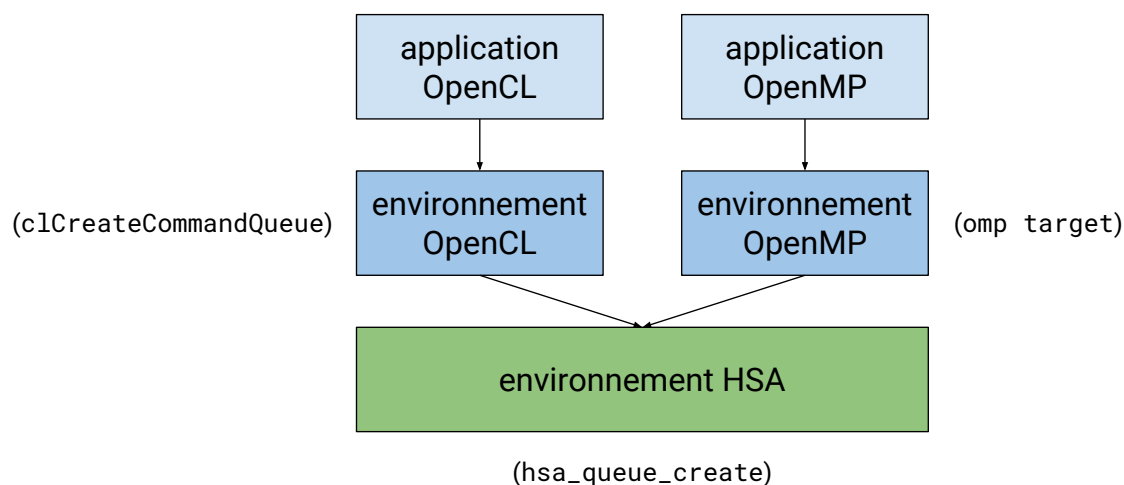 application
OpenCL
application
OpenMP
(clCreateCommandQueue)
environnement
OpenCL
environnement
OpenMP
(omp target)
environnement HSA
(hsa_queue_create)